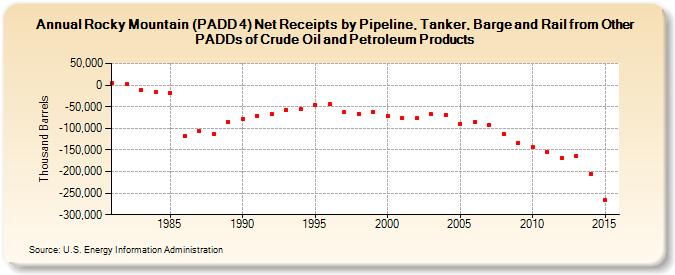 Annual Rocky Mountain (PADD 4) Net Receipts by Pipeline, Tanker, Barge and Rail from Other
PADDs of Crude Oil and Petroleum Products
Thousand Barrels
50,000
0
-50,000
-100,000
-150,000
-200,000
-250,000
-300,000
1985 1990 1995 2000 2005 2010 2015
Source: U.S. Energy Information Administration